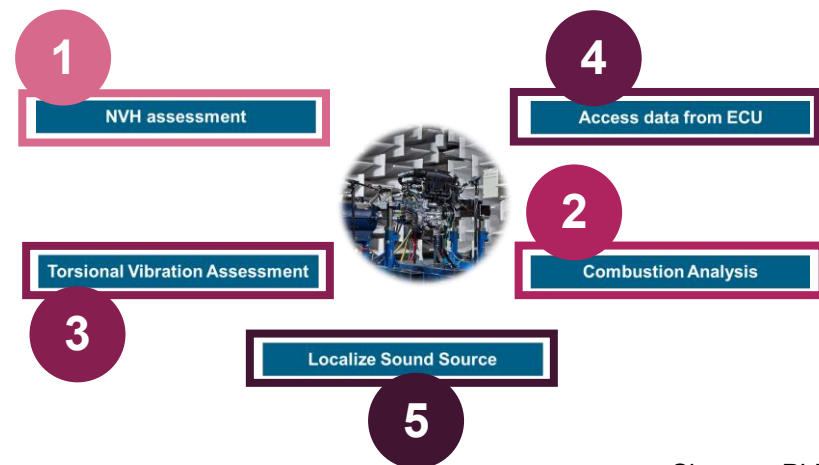 1
NVH assessment
4
Access data from ECU
2
Combustion Analysis
Torsional Vibration Assessment
3
Localize Sound Source
5